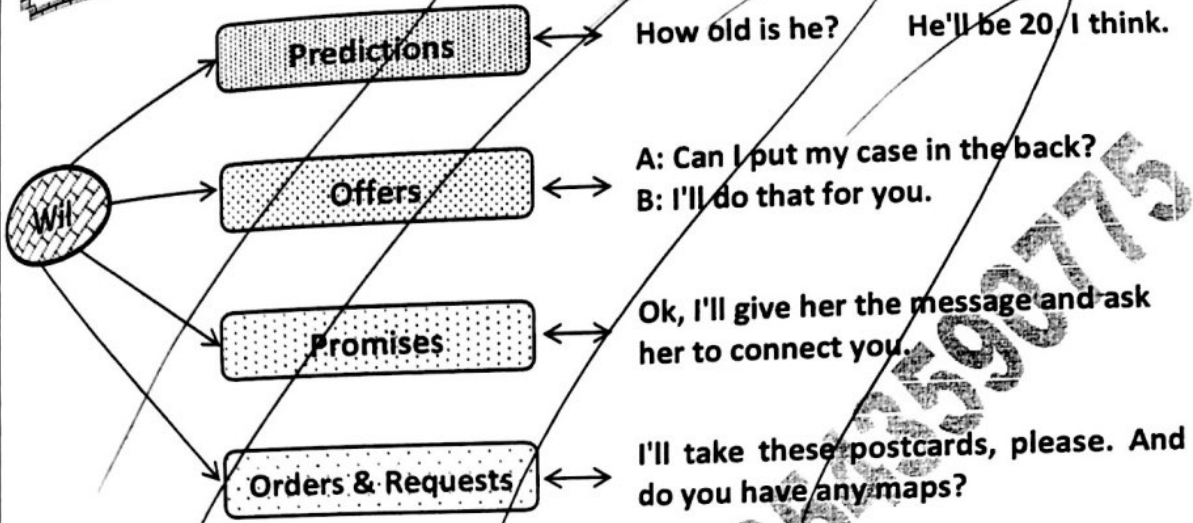 Predictions
How old is he? He'll be 20, I think.
Wil
Offers
A: Can I put my case in the back?
B: I'll do that for you.
Promises
Ok, I'll give her the message and ask
her to connect you.
Orders & Requests
I'll take these postcards, please. And
do you have any maps?